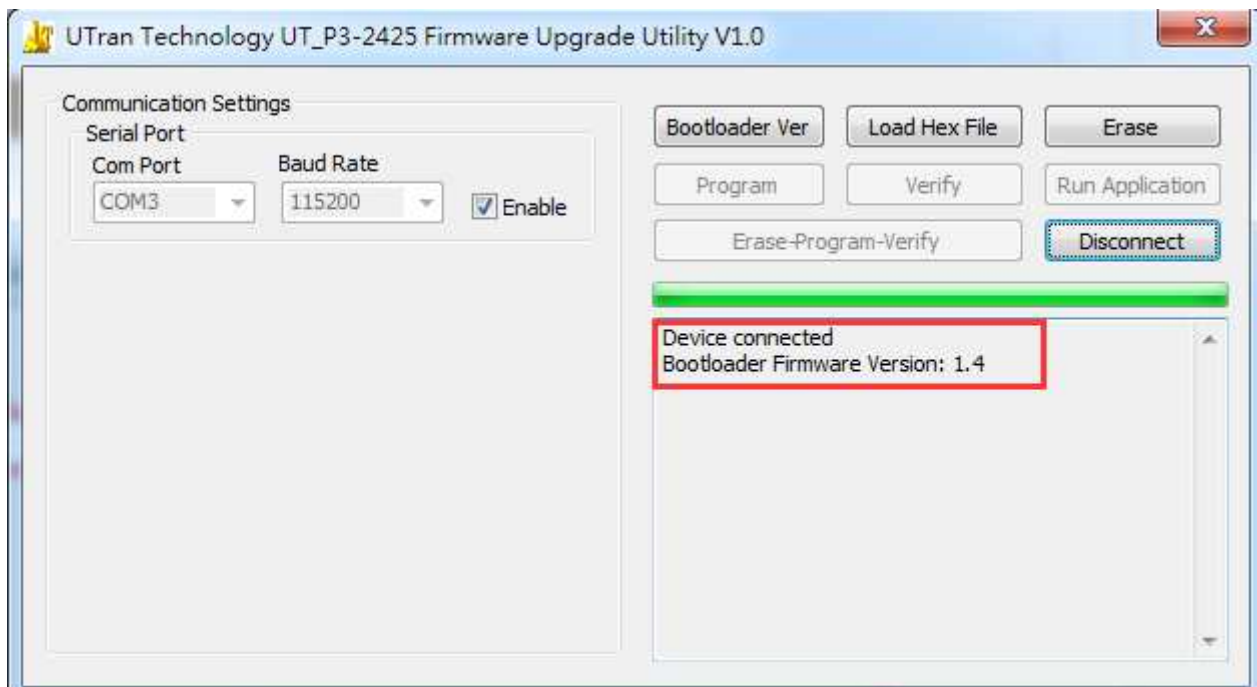 UTran Technology UT_P3-2425 Firmware Upgrade Utility V1.0
Communication Settings
Serial Port
Com Port Baud Rate
COM3 115200 Enable
Bootloader Ver Load Hex File Erase
Program Verify Run Application
Erase-Program-Verify Disconnect
Device connected
Bootloader Firmware Version: 1.4